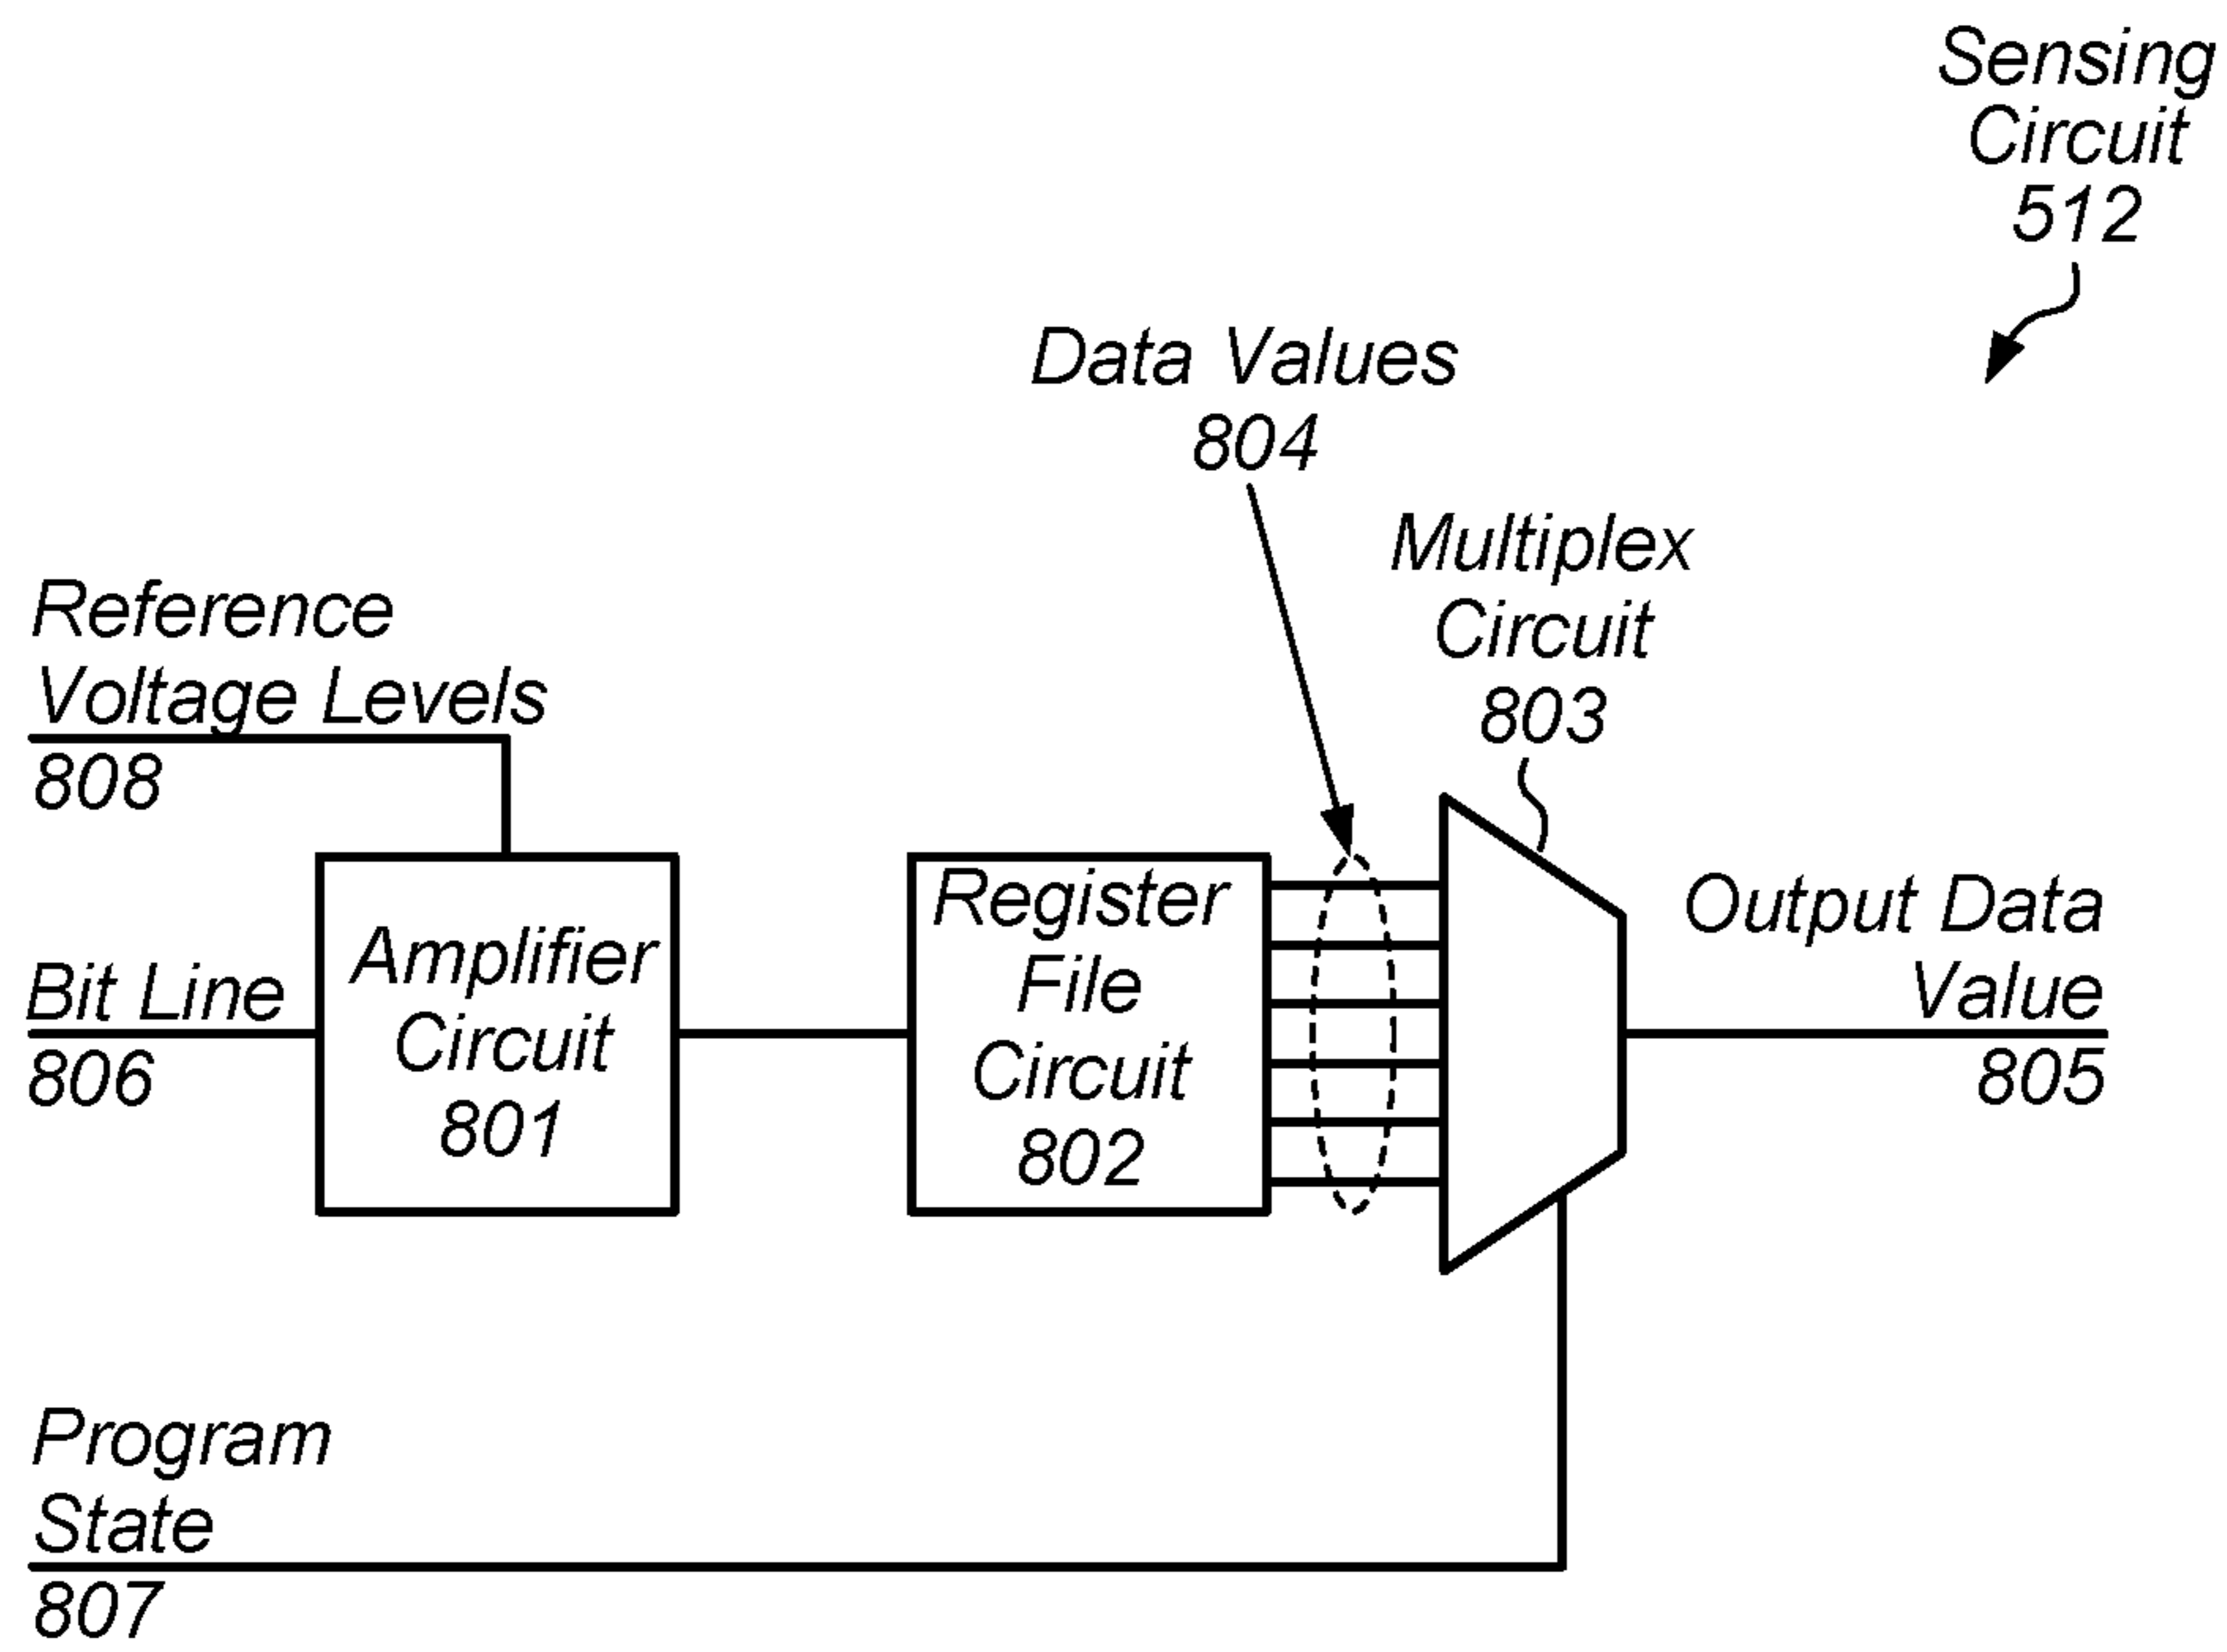 Sensing
Circuit
512
Data Values
804
Multiplex
Circuit
803
Reference
Voltage Levels
808
Bit Line
806
Amplifier
Circuit
801
Register
File
Circuit
802
Output Data
Value
805
Program
State
807